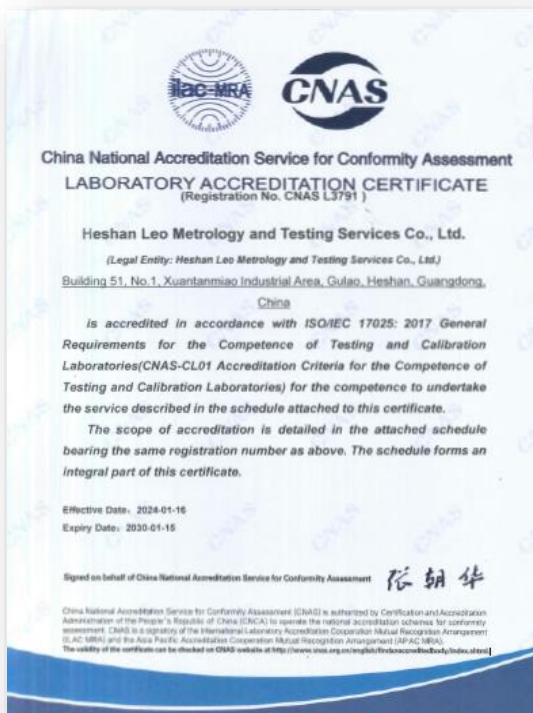 ilac-MRA
CNAS
China National Accreditation Service for Conformity Assessment
LABORATORY ACCREDITATION CERTIFICATE
(Registration No. CNAS L3791 )
Heshan Leo Metrology and Testing Services Co., Ltd.
(Legal Entity: Heshan Leo Metrology and Testing Services Co., Ltd.)
Building 51, No.1, Xuantanmiao Industrial Area, Gulao, Heshan, Guangdong,
China
is accredited in accordance with ISO/IEC 17025: 2017 General
Requirements for the Competence of Testing and Calibration
Laboratories(CNAS-CL01 Accreditation Criteria for the Competence of
Testing and Calibration Laboratories) for the competence to undertake
the service described in the schedule attached to this certificate.
The scope of accreditation is detailed in the attached schedule
bearing the same registration number as above. The schedule forms an
integral part of this certificate.
Effective Date: 2024-01-16
Expiry Date: 2030-01-15
Signed on behalf of China National Accreditation Service for Conformity Assessment 张朝华
China National Accreditation Service for Conformity Assessment (CNAS) is authorized by Certification and Accreditation
Administration of the People's Republic of China (CNCA) to operate the national accreditation schemes for conformity
assessment. CNAS is a signatory of the International Laboratory Accreditation Cooperation Mutual Recognition Arrangement
(ILAC MRA) and the Asia Pacific Accreditation Cooperation Mutual Recognition Arrangement (APAC MRA).
The validity of the certificate can be checked on CNAS website at http://www.cnas.org.cn/english/findanaccreditedbody/index.shtml